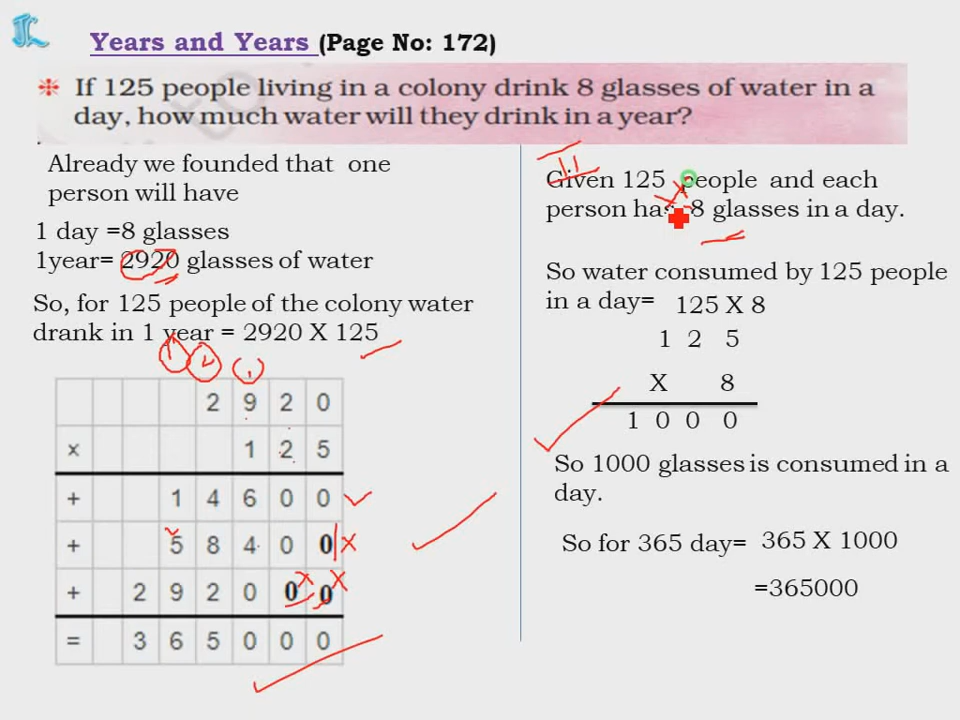 Years and Years (Page No: 172)
If 125 people living in a colony drink 8 glasses of water in a
day, how much water will they drink in a year?
Already we founded that one
person will have
1 day =8 glasses
1year= 2920 glasses of water
So, for 125 people of the colony water
drank in 1 year = 2920 X 125
2 9 2 0
× 1 2 5
+ 1 4 6 0 0
+ 5 8 4 0 0
+ 2 9 2 0 0 0
= 3 6 5 0 0 0
Given 125 people and each
person has 8 glasses in a day.
So water consumed by 125 people
in a day= 125 X 8
1 2 5
X 8
1 0 0 0
So 1000 glasses is consumed in a
day.
So for 365 day= 365 X 1000
=365000